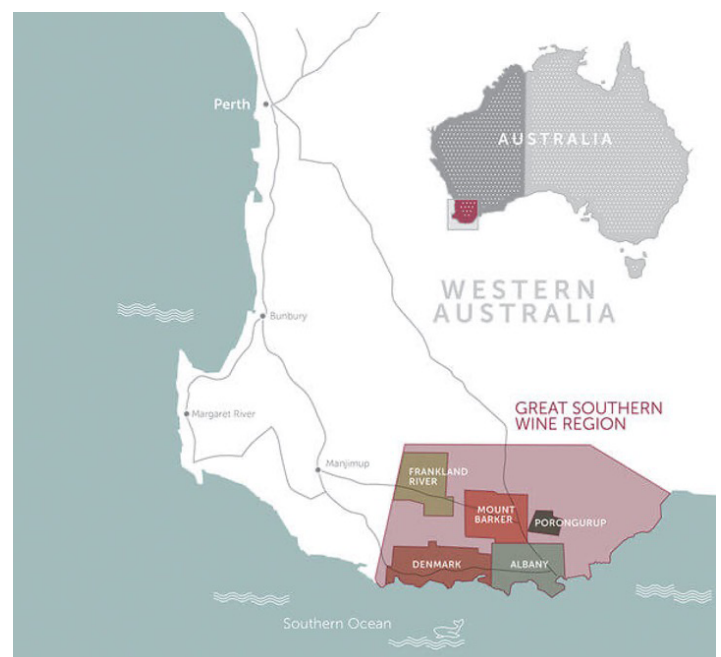 Perth
AUSTRALIA
WESTERN
AUSTRALIA
Bunbury
Margaret River
GREAT SOUTHERN
WINE REGION
Manjimup
FRANKLAND
RIVER
MOUNT
BARKER
PORONGURUP
DENMARK
ALBANY
Southern Ocean